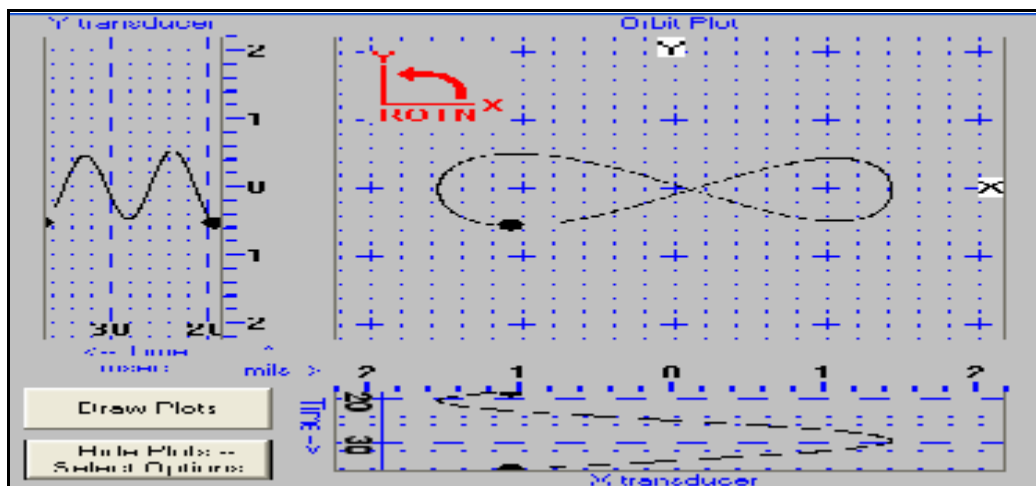 Y transducer
Orbit Plot
2
1
0
1
2
30 20
<-- Time
msec
^
mils >
Y
Y
X
ROTN
X
2 1 0 1 2
20
30
Time -->
X transducer
Draw Plots
Hide Plots --
Select Options